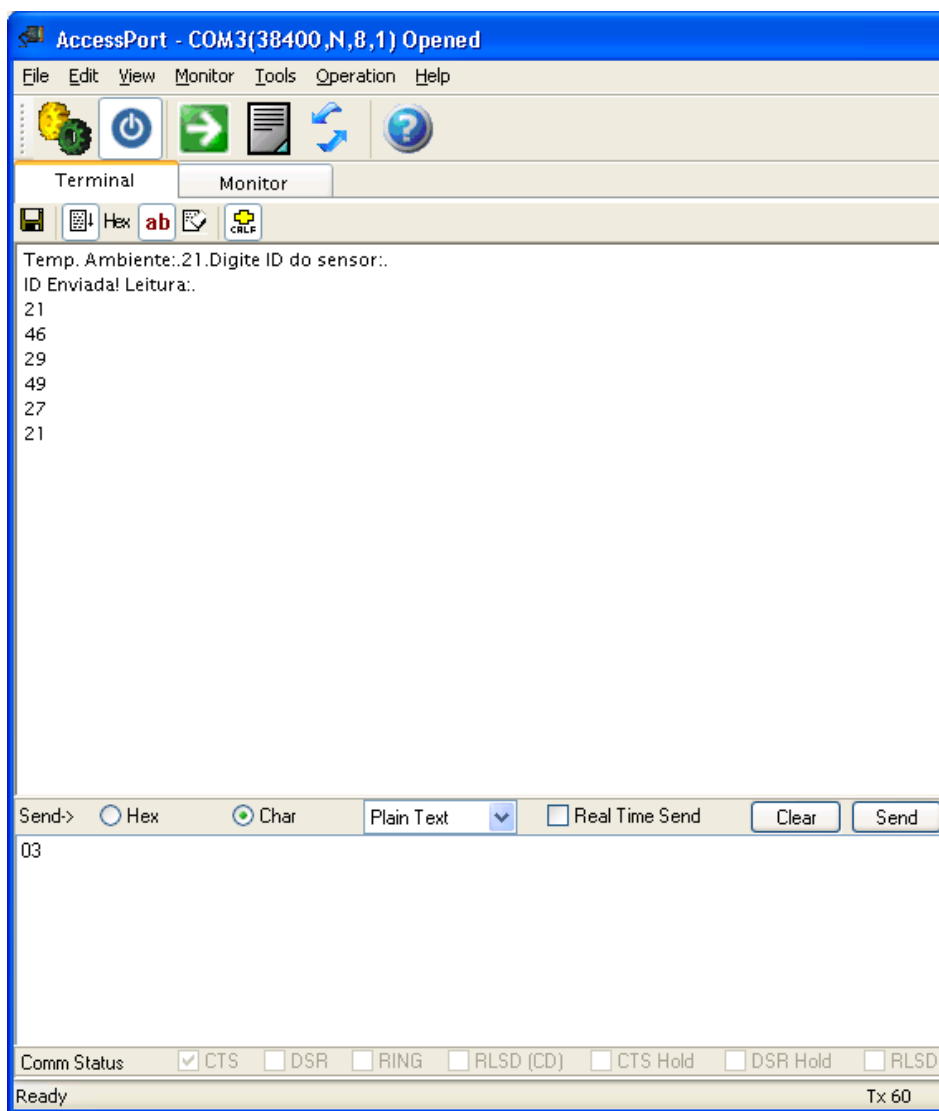 AccessPort - COM3(38400,N,8,1) Opened
File Edit View Monitor Tools Operation Help
Terminal Monitor
Hex ab CRLF
Temp. Ambiente:.21.Digite ID do sensor:.
ID Enviada! Leitura:.
21
46
29
49
27
21
Send-> Hex Char Plain Text Real Time Send Clear Send
03
Comm Status CTS DSR RING RLSD (CD) CTS Hold DSR Hold RLSD
Ready Tx 60